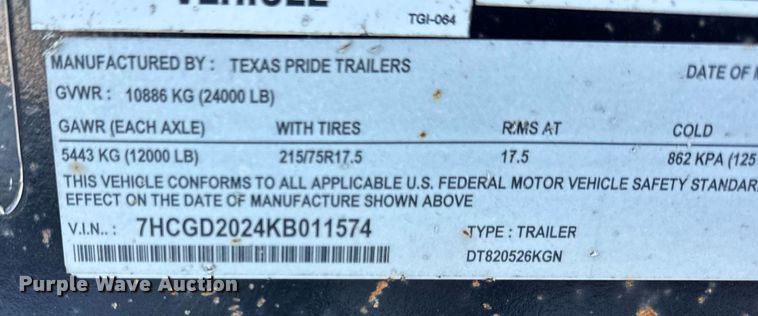 VEHICLE
TGI-064
MANUFACTURED BY : TEXAS PRIDE TRAILERS DATE OF
GVWR : 10886 KG (24000 LB)
GAWR (EACH AXLE) WITH TIRES RIMS AT COLD
5443 KG (12000 LB) 215/75R17.5 17.5 862 KPA (125
THIS VEHICLE CONFORMS TO ALL APPLICABLE U.S. FEDERAL MOTOR VEHICLE SAFETY STANDAR
EFFECT ON THE DATE OF MANUFACTURE SHOWN ABOVE
V.I.N.. : 7HCGD2024KB011574 TYPE : TRAILER
DT820526KGN
Purple Wave Auction